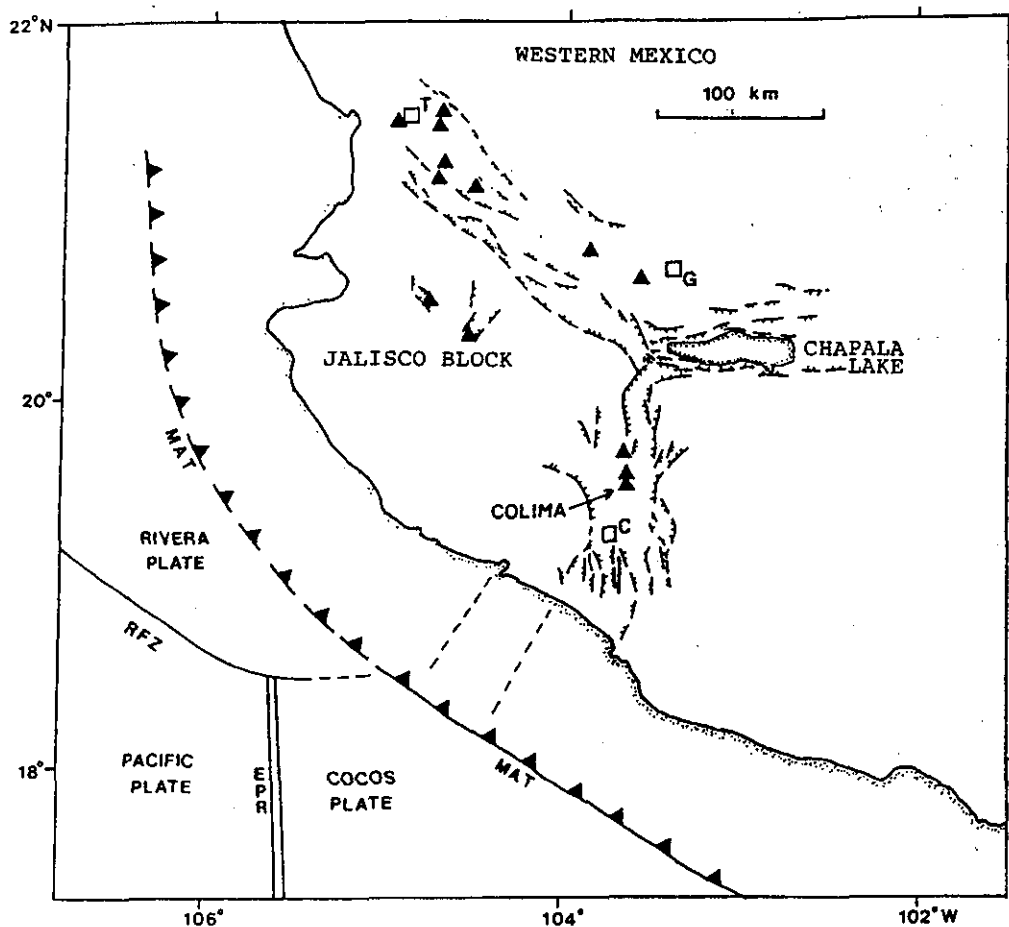 22°N
WESTERN MEXICO
100 km
T
G
JALISCO BLOCK
CHAPALA
LAKE
20°
MAT
COLIMA
C
RIVERA
PLATE
RFZ
18°
PACIFIC
PLATE
EPR
COCOS
PLATE
MAT
106°
104°
102°W